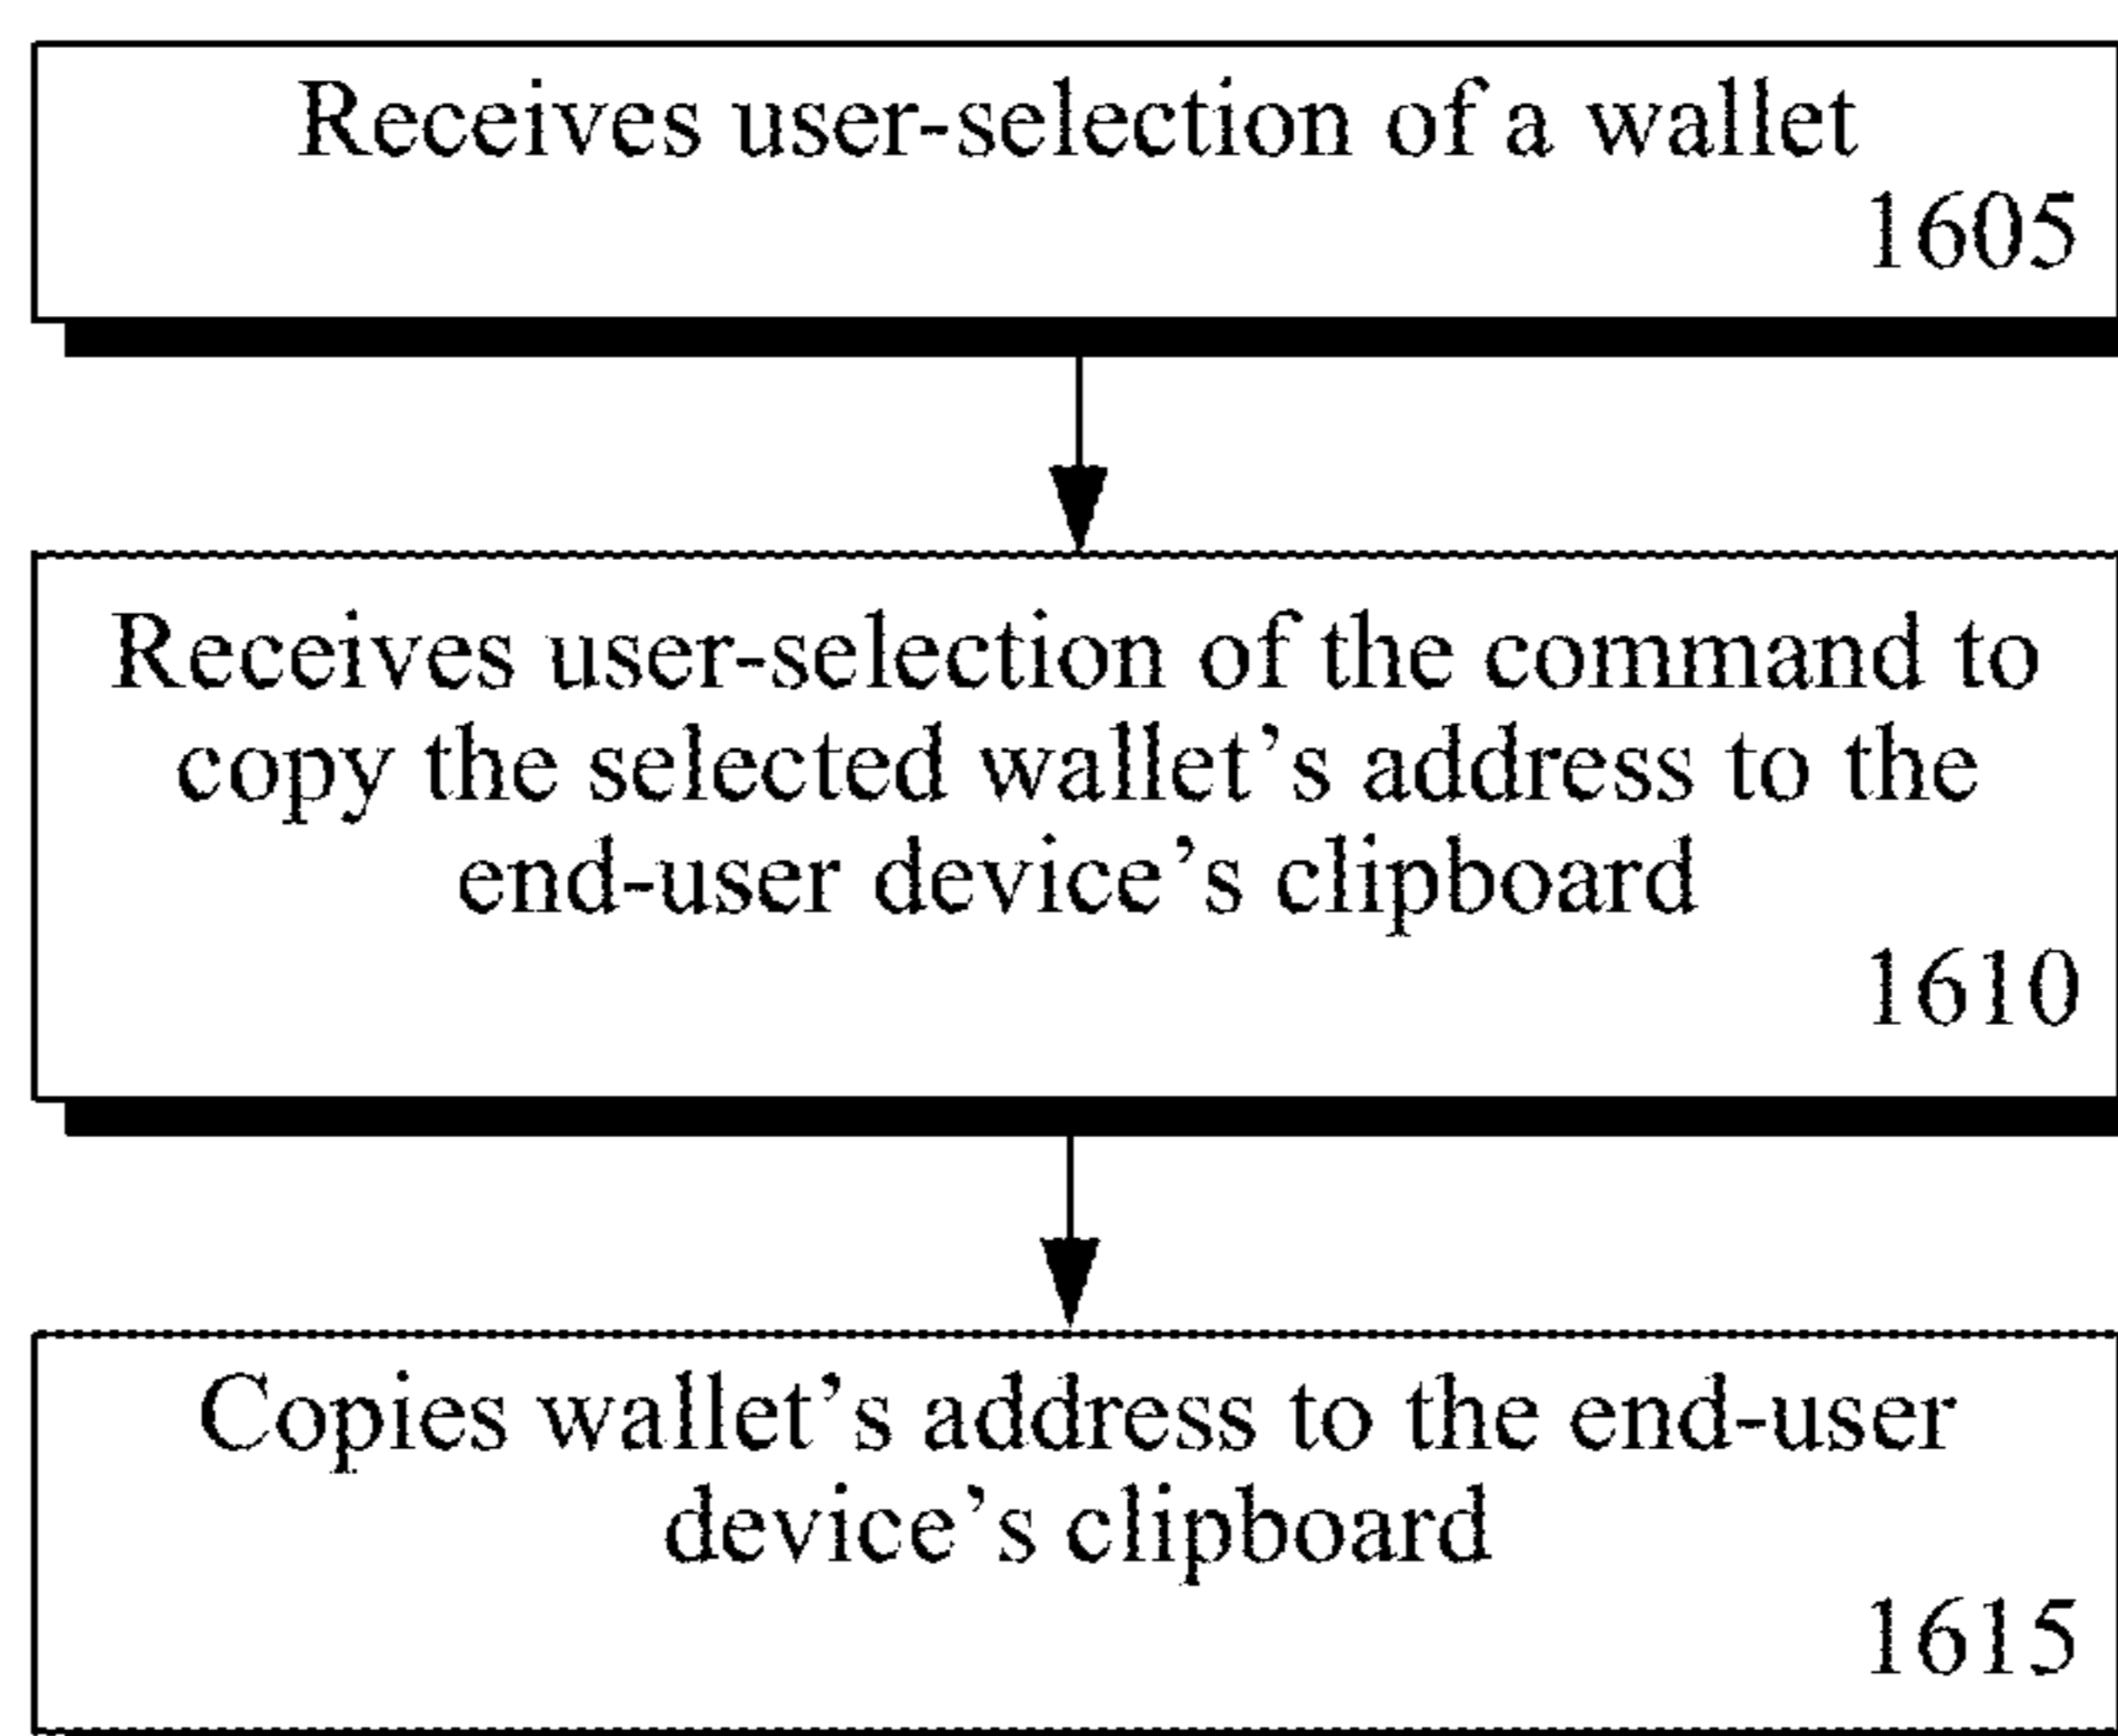 Receives user-selection of a wallet
1605
Receives user-selection of the command to
copy the selected wallet’s address to the
end-user device’s clipboard
1610
Copies wallet’s address to the end-user
device’s clipboard
1615